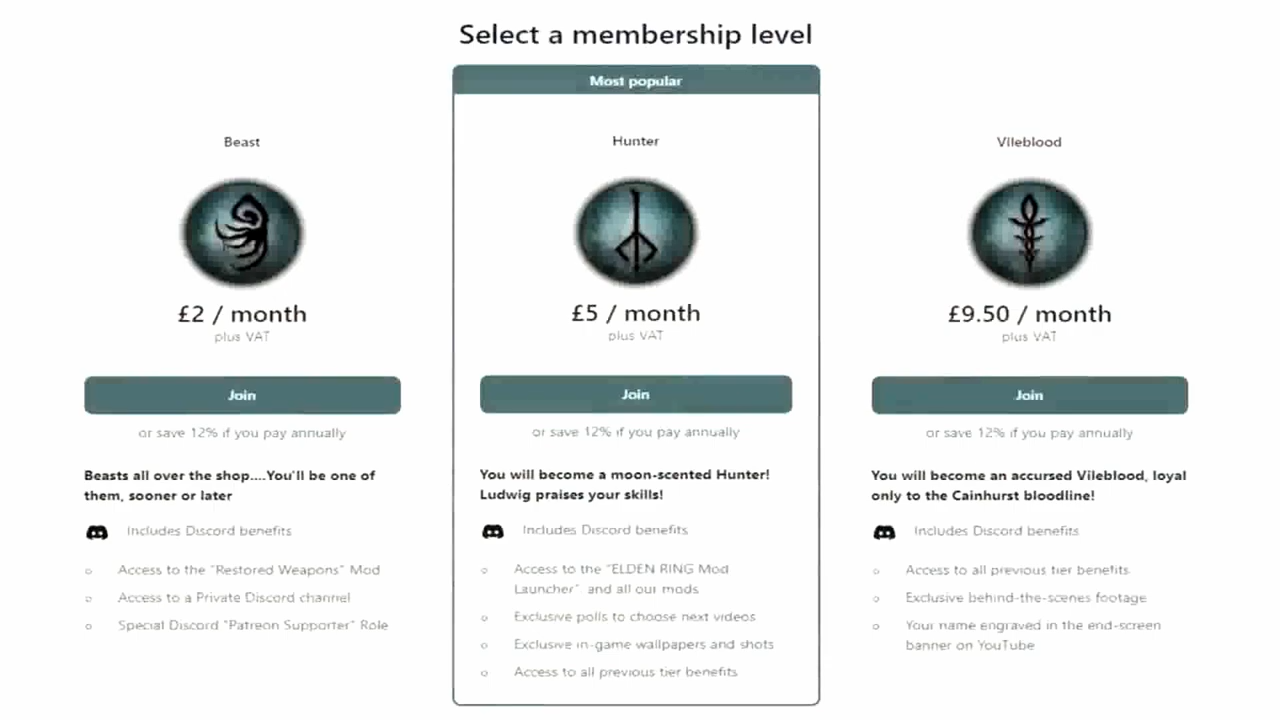 Select a membership level
Most popular
Beast
£2 / month
plus VAT
Join
or save 12% if you pay annually
Beasts all over the shop....You'll be one of
them, sooner or later
Includes Discord benefits
Access to the "Restored Weapons" Mod
Access to a Private Discord channel
Special Discord "Patreon Supporter" Role
Hunter
£5 / month
plus VAT
Join
or save 12% if you pay annually
You will become a moon-scented Hunter!
Ludwig praises your skills!
Includes Discord benefits
Access to the "ELDEN RING Mod
Launcher" and all our mods
Exclusive polls to choose next videos
Exclusive in-game wallpapers and shots
Access to all previous tier benefits
Vileblood
£9.50 / month
plus VAT
Join
or save 12% if you pay annually
You will become an accursed Vileblood, loyal
only to the Cainhurst bloodline!
Includes Discord benefits
Access to all previous tier benefits
Exclusive behind-the-scenes footage
Your name engraved in the end-screen
banner on YouTube